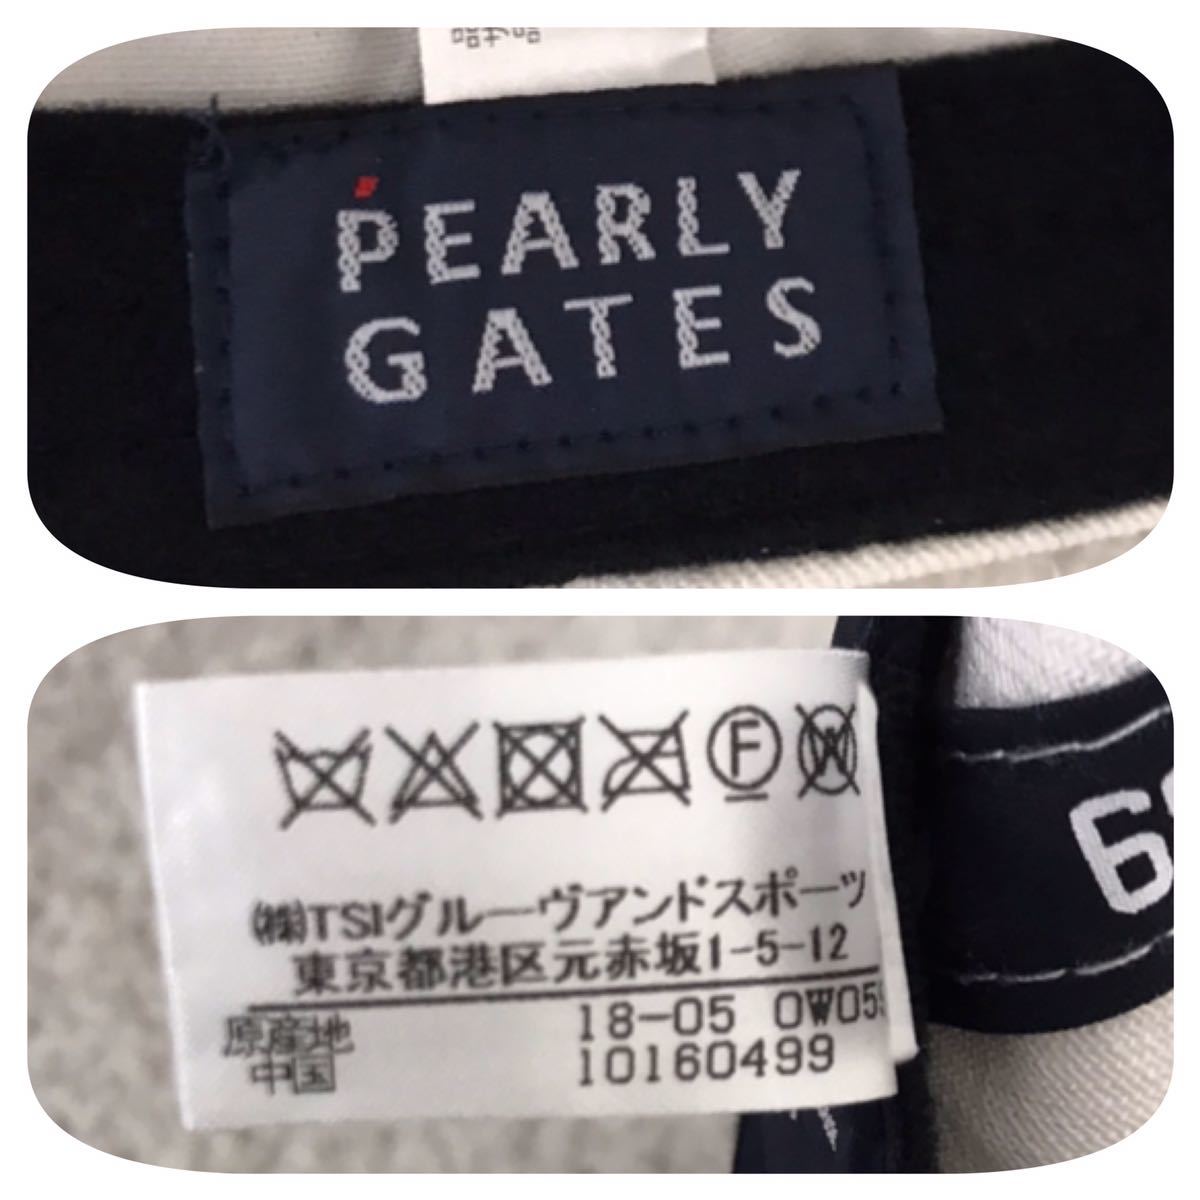 PEARLY
GATES
F W
㈱TSIグルーヴアンドスポーツ
東京都港区元赤坂1-5-12
原産地 18-05 0W055
中国 10160499